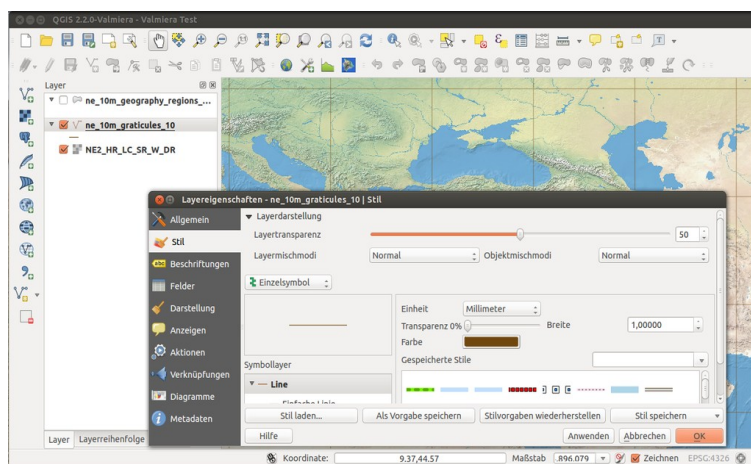 QGIS 2.2.0-Valmiera - Valmiera Test
Layer
ne_10m_geography_regions_...
ne_10m_graticules_10
NE2_HR_LC_SR_W_DR
Layereigenschaften - ne_10m_graticules_10 | Stil
Allgemein
Stil
Beschriftungen
Felder
Darstellung
Anzeigen
Aktionen
Verknüpfungen
Diagramme
Metadaten
Layerdarstellung
Layertransparenz
50
Layermischmodi
Normal
Objektmischmodi
Normal
Einzelsymbol
Einheit
Millimeter
Transparenz 0%
Breite
1,00000
Farbe
Gespeicherte Stile
Symbollayer
Line
Einfache Linie
Stil laden...
Als Vorgabe speichern
Stilvorgaben wiederherstellen
Stil speichern
Hilfe
Anwenden
Abbrechen
OK
Layer
Layerreihenfolge
Koordinate:
9.37,44.57
Maßstab
.896.079
Zeichnen
EPSG:4326